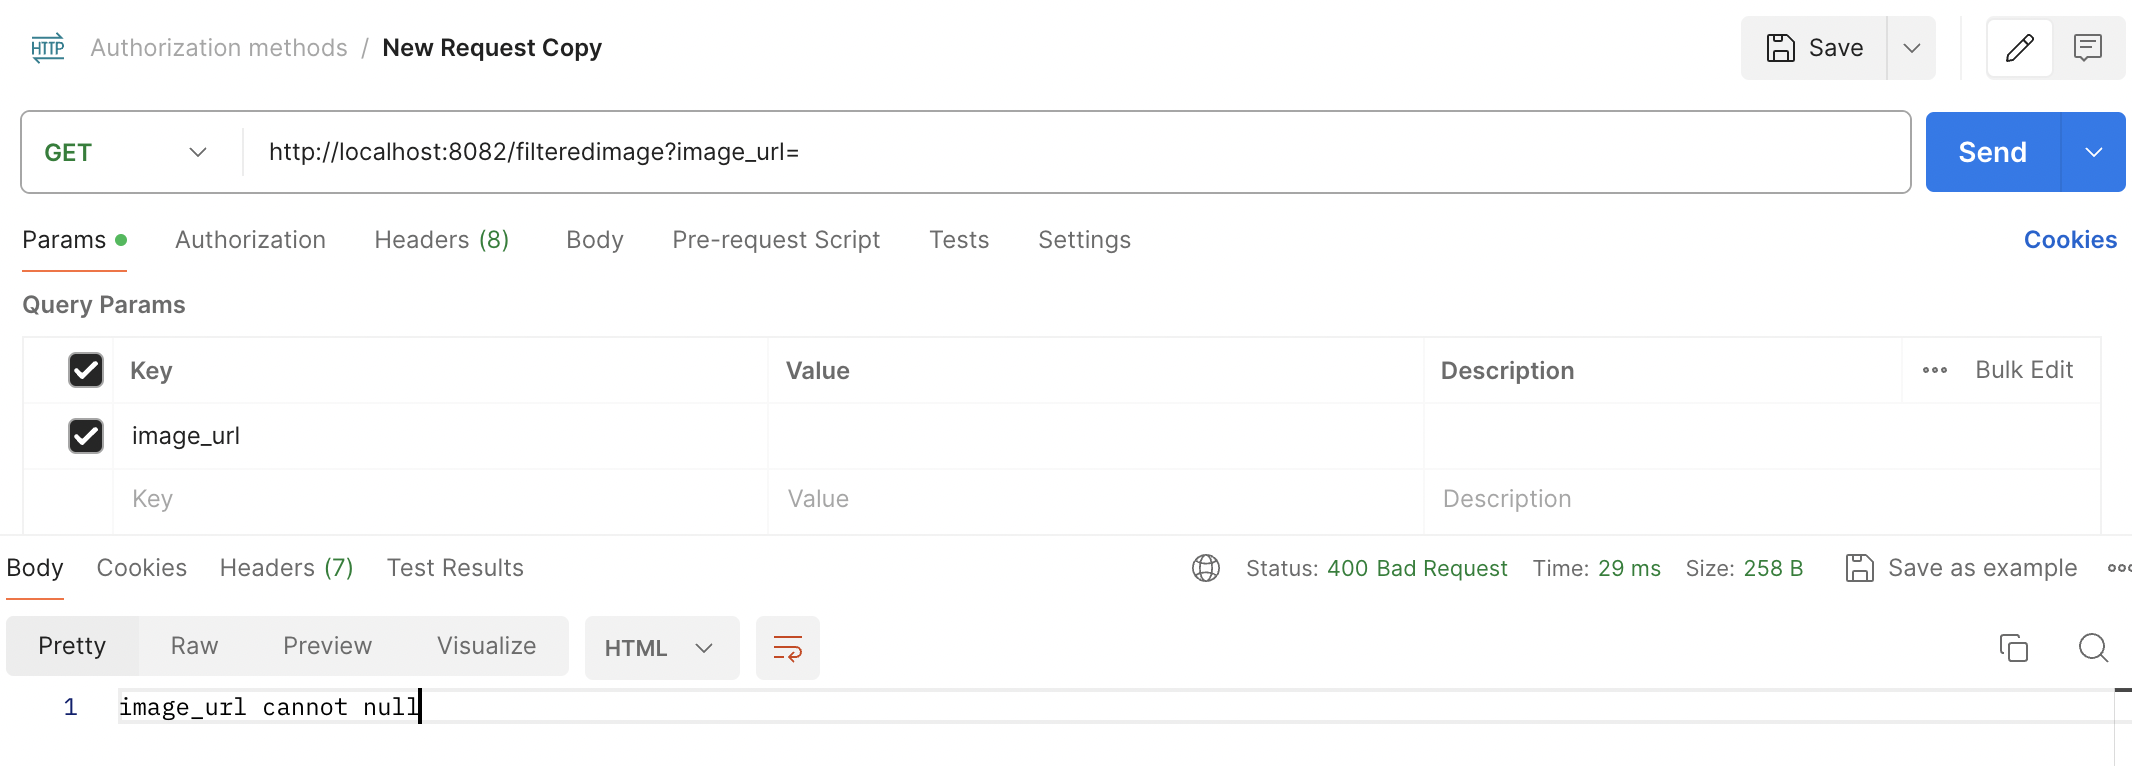 HTTP Authorization methods / New Request Copy Save
GET http://localhost:8082/filteredimage?image_url= Send
Params Authorization Headers (8) Body Pre-request Script Tests Settings Cookies
Query Params
Key Value Description Bulk Edit
image_url
Key Value Description
Body Cookies Headers (7) Test Results Status: 400 Bad Request Time: 29 ms Size: 258 B Save as example
Pretty Raw Preview Visualize HTML
1 image_url cannot null